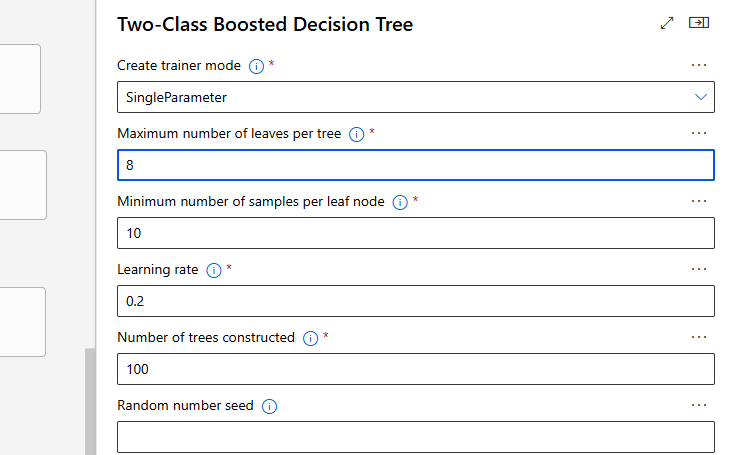 Two-Class Boosted Decision Tree
Create trainer mode *
SingleParameter
Maximum number of leaves per tree *
8
Minimum number of samples per leaf node *
10
Learning rate *
0.2
Number of trees constructed *
100
Random number seed